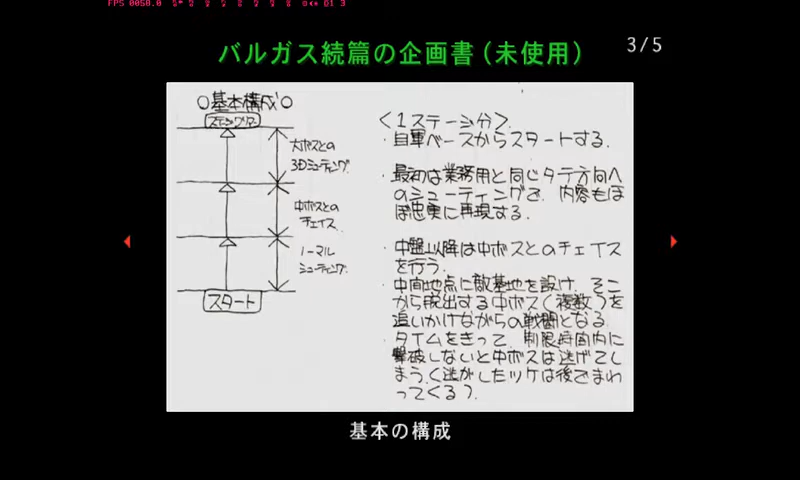 バルガス続篇の企画書(未使用)
3/5
○基本構成○
ステージクリアー
大ボスとの
3Dシューティング
中ボスとの
チェイス
ノーマル
シューティング
スタート
<1ステージ分>
・自軍ベースからスタートする.
・最初は業務用と同じタテ方向へ
のシューティングで、内容もほ
ぼ忠実に再現する.
・中盤以降は中ボスとのチェイス
を行う.
・中間地点に敵基地を設け、そこ
から脱出する中ボス(複数)を
追いかけながらの戦闘となる.
・タイムをきって、制限時間内に
撃破しないと中ボスは逃げてし
まう.(逃がしたツケは後でまわ
ってくる).
基本の構成